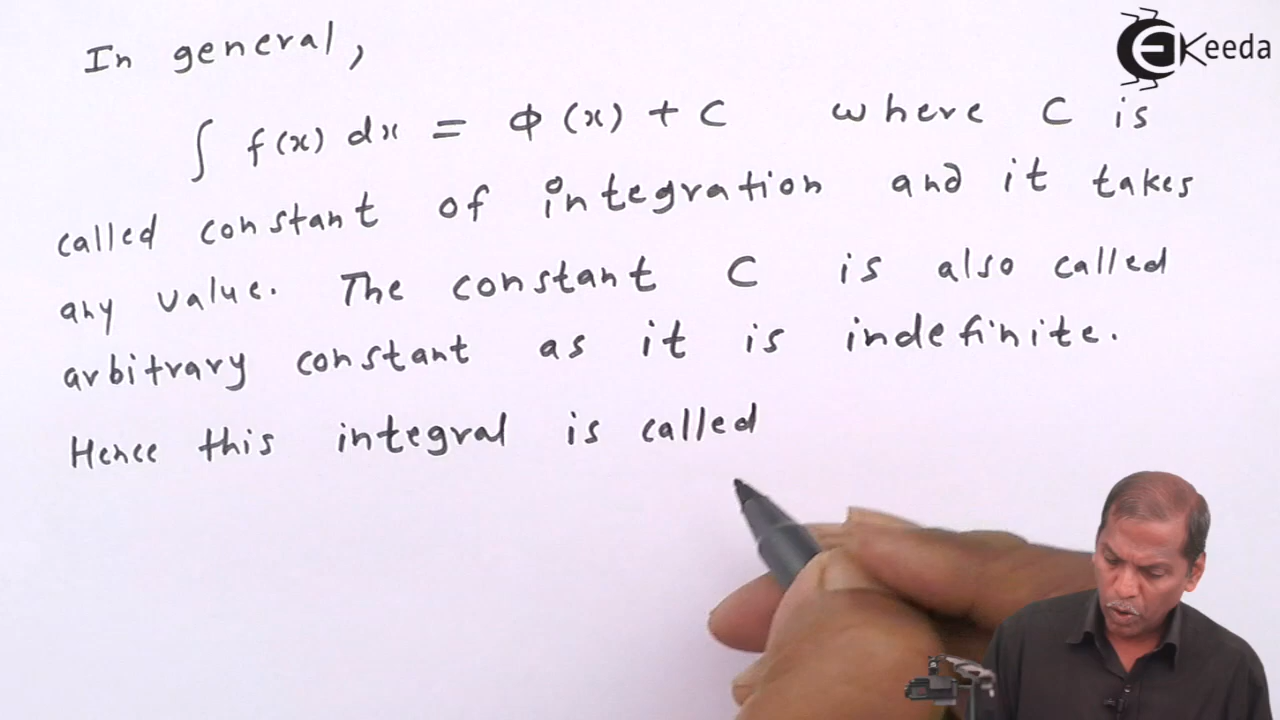 EKeeda
In general,
∫ f(x) dx = ϕ(x) + C where C is
called constant of integration and it takes
any value. The constant C is also called
arbitrary constant as it is indefinite.
Hence this integral is called